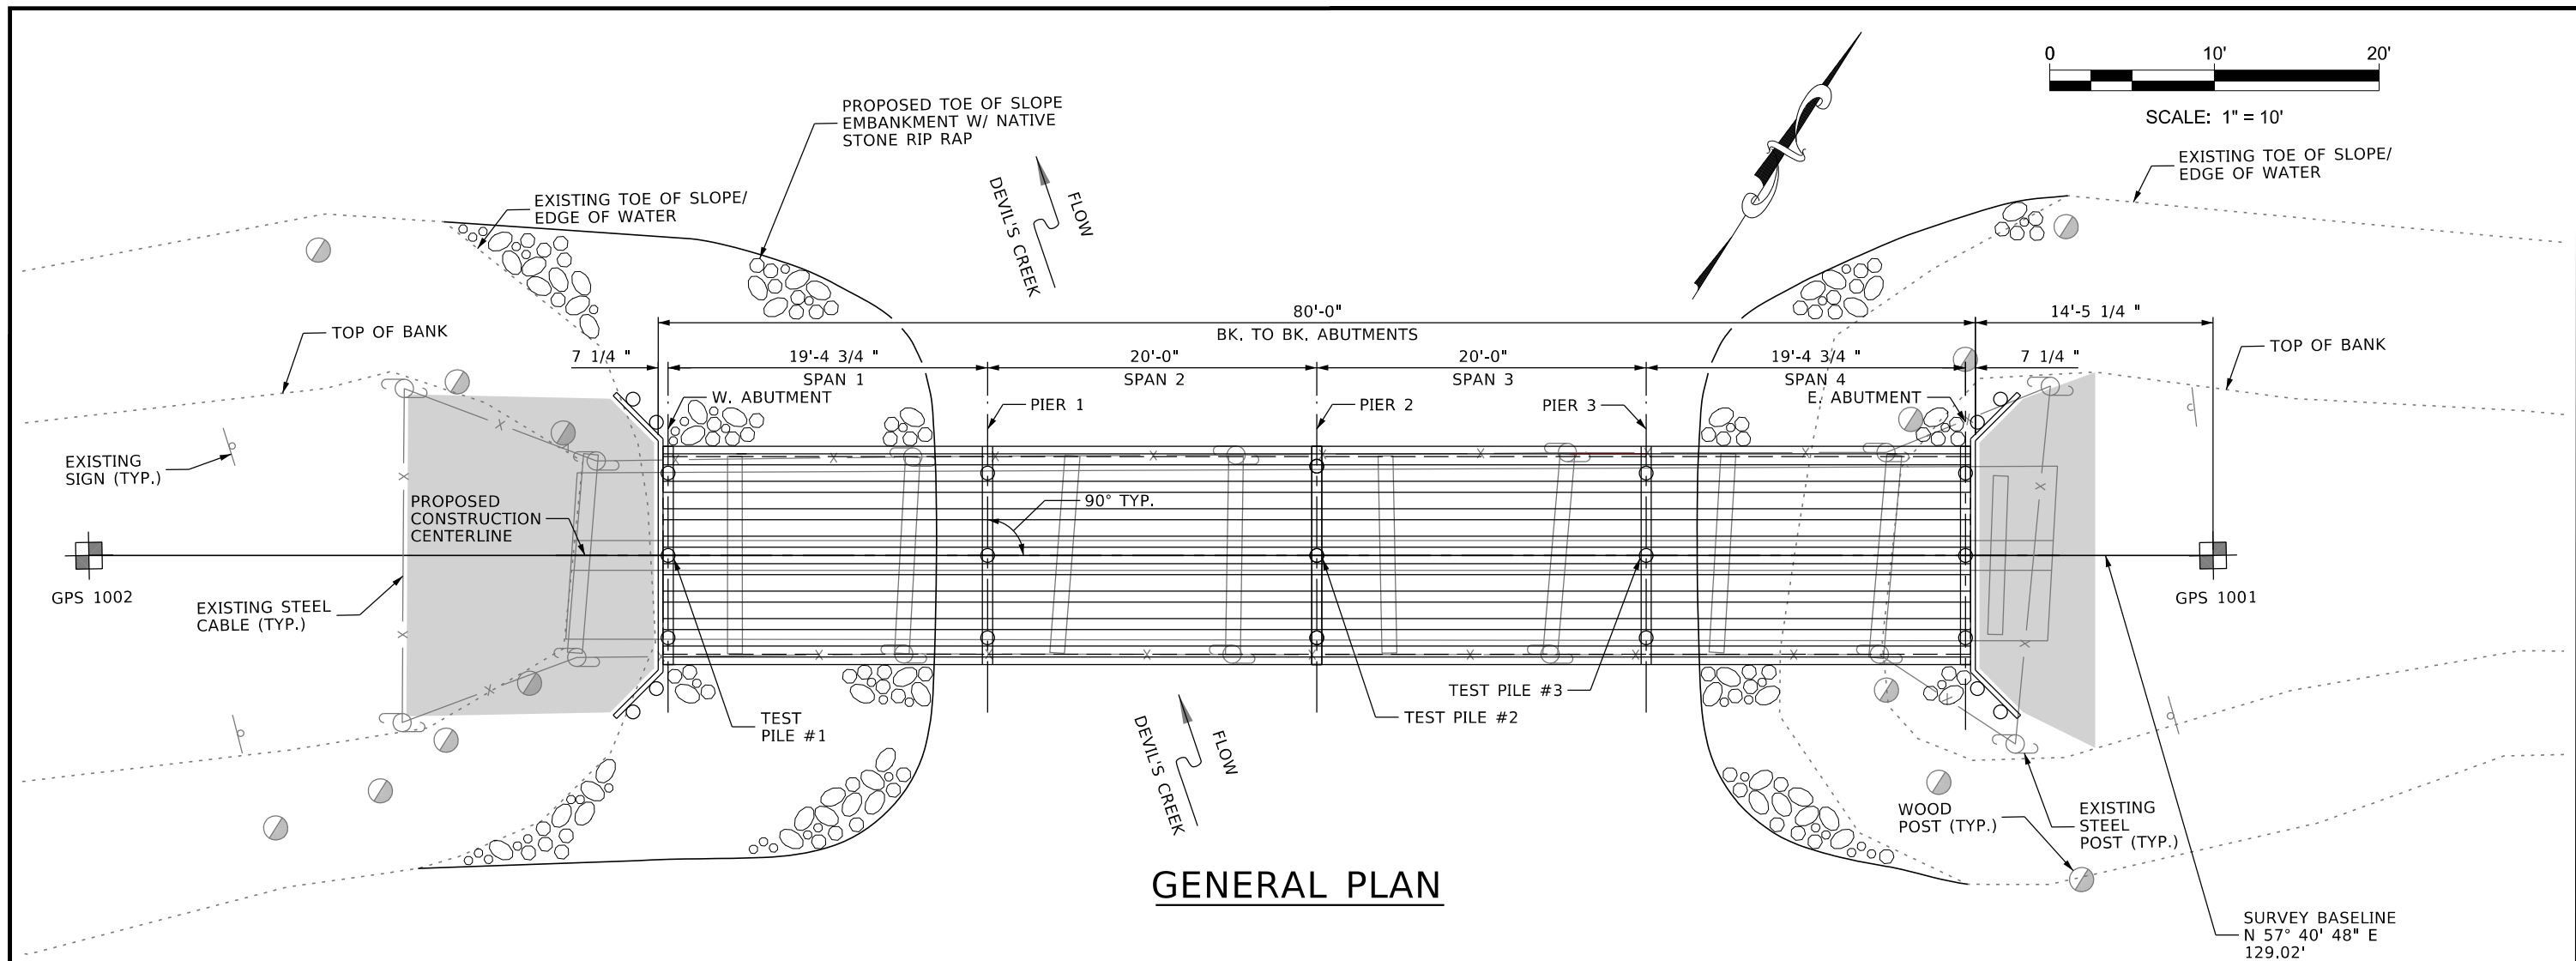 0 10' 20'
SCALE: 1" = 10'
PROPOSED TOE OF SLOPE
EMBANKMENT W/ NATIVE
STONE RIP RAP
EXISTING TOE OF SLOPE/
EDGE OF WATER
DEVIL'S CREEK
FLOW
EXISTING TOE OF SLOPE/
EDGE OF WATER
TOP OF BANK
80'-0"
BK. TO BK. ABUTMENTS
14'-5 1/4 "
TOP OF BANK
7 1/4 "
19'-4 3/4 "
SPAN 1
20'-0"
SPAN 2
20'-0"
SPAN 3
19'-4 3/4 "
SPAN 4
7 1/4 "
W. ABUTMENT
PIER 1
PIER 2
PIER 3
E. ABUTMENT
EXISTING
SIGN (TYP.)
PROPOSED
CONSTRUCTION
CENTERLINE
90° TYP.
GPS 1002
EXISTING STEEL
CABLE (TYP.)
GPS 1001
TEST
PILE #1
TEST PILE #2
TEST PILE #3
DEVIL'S CREEK
FLOW
WOOD
POST (TYP.)
EXISTING
STEEL
POST (TYP.)
GENERAL PLAN
SURVEY BASELINE
N 57° 40' 48" E
129.02'